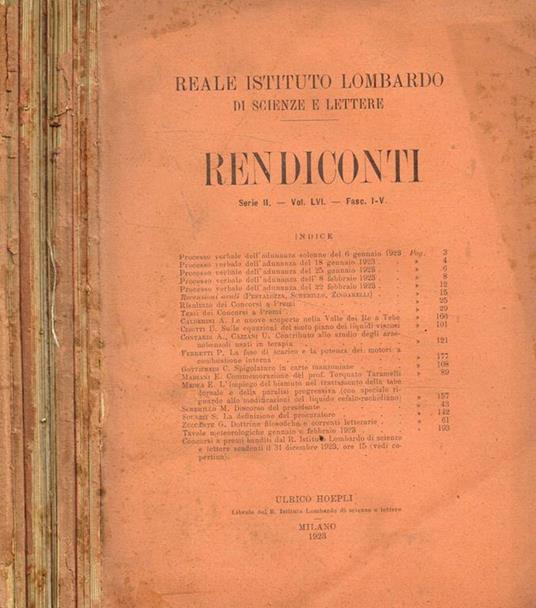 REALE ISTITUTO LOMBARDO
DI SCIENZE E LETTERE
RENDICONTI
Serie II. — Vol. LVI. — Fasc. I-V.
INDICE
Processo verbale dell'adunanza solenne del 6 gennaio 1923 Pag. 3
Processo verbale dell'adunanza del 18 gennaio 1923 . » 4
Processo verbale dell'adunanza del 25 gennaio 1923 . » 6
Processo verbale dell'adunanza dell' 8 febbraio 1923 . » 8
Processo verbale dell'adunanza del 22 febbraio 1923 . » 12
Recensioni orali (PESTALOZZA, SCHERILLO, ZINGARELLI) . » 15
Risultato dei Concorsi a Premi . » 25
Temi dei Concorsi a Premi . » 29
CALDERINI A. Le nuove scoperte nella Valle dei Re a Tebe » 166
CISOTTI U. Sulle equazioni del moto piano dei liquidi viscosi » 101
CONTARDI A., CAZZANI U. Contributo allo studio degli arse-
nobenzoli usati in terapia . » 121
FERRETTI P. La fase di scarico e la potenza dei motori a
combustione interna . » 177
GOTTIFREDI C. Spigolature in carte manzoniane . » 108
MARIANI E. Commemorazione del prof. Torquato Taramelli » 89
MEDEA E. L'impiego del bismuto nel trattamento della tabe
dorsale e della paralisi progressiva (con speciale ri-
guardo alle modificazioni del liquido cefalo-rachidiano) » 157
SCHERILLO M. Discorso del presidente . » 43
SOLAZZI S. La definizione del procuratore . » 142
ZUCCANTE G. Dottrine filosofiche e correnti letterarie . » 61
Tavole meteorologiche gennaio e febbraio 1923 . » 193
Concorsi a premi banditi dal R. Istituto Lombardo di scienze
e lettere scadenti il 31 dicembre 1923, ore 15 (vedi co-
pertina).
ULRICO HOEPLI
Libraio del R. Istituto Lombardo di scienze e lettere
MILANO
1923